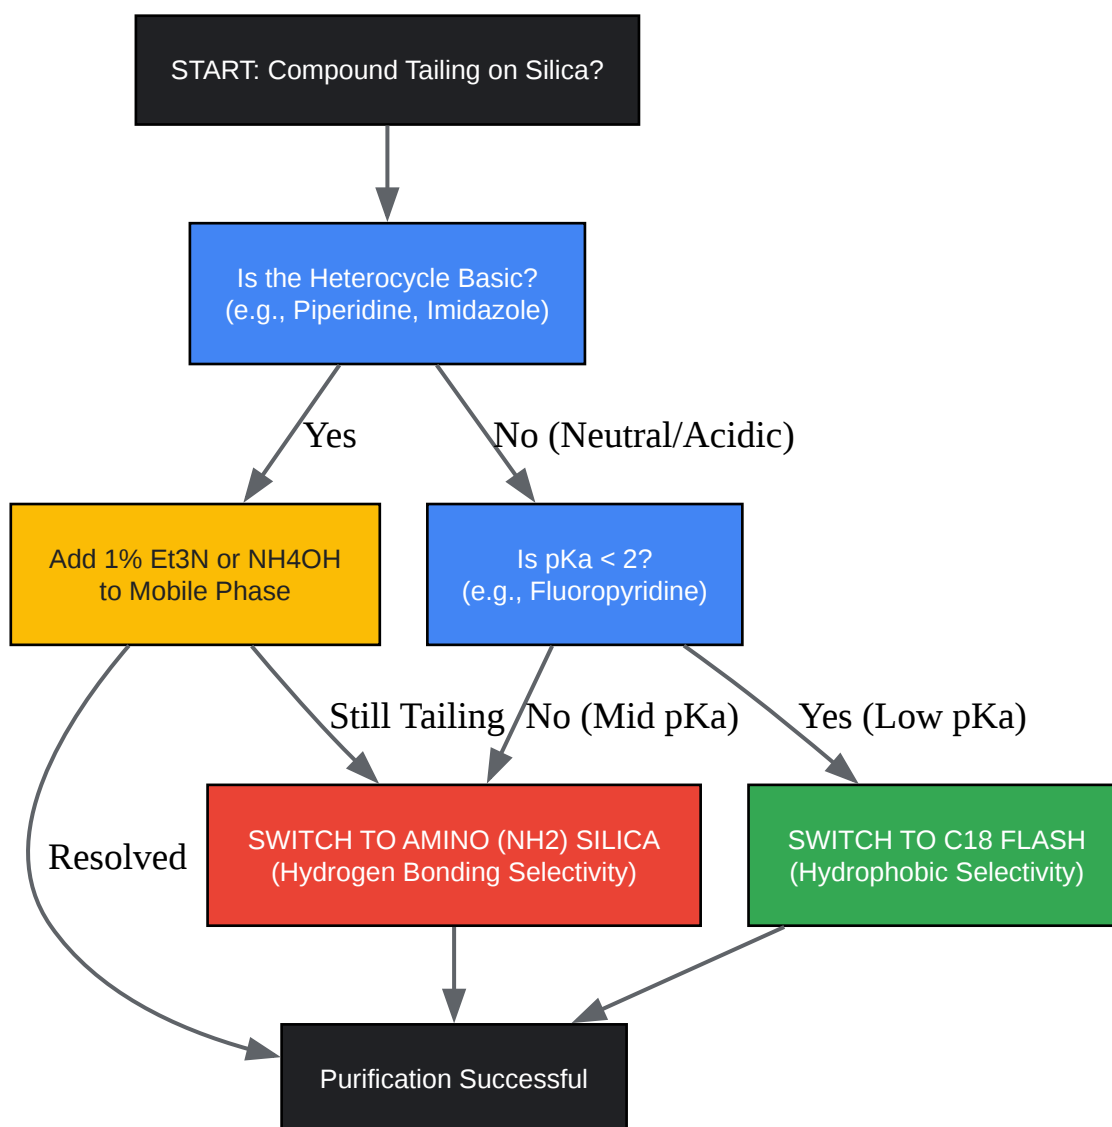 START: Compound Tailing on Silica?
Is the Heterocycle Basic?
(e.g., Piperidine, Imidazole)
Yes
No (Neutral/Acidic)
Add 1% Et3N or NH4OH
to Mobile Phase
Is pKa < 2?
(e.g., Fluoropyridine)
Still Tailing
No (Mid pKa)
Yes (Low pKa)
Resolved
SWITCH TO AMINO (NH2) SILICA
(Hydrogen Bonding Selectivity)
SWITCH TO C18 FLASH
(Hydrophobic Selectivity)
Purification Successful